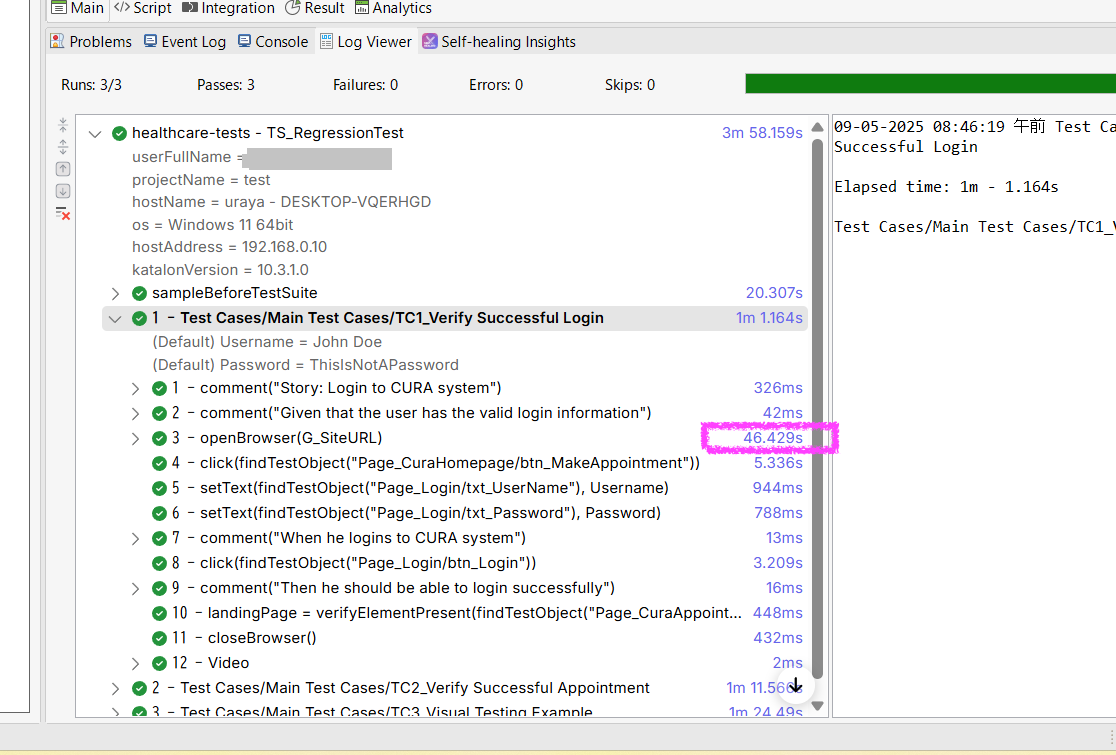 Main Script Integration Result Analytics
Problems Event Log Console Log Viewer Self-healing Insights
Runs: 3/3 Passes: 3 Failures: 0 Errors: 0 Skips: 0
healthcare-tests - TS_RegressionTest 3m 58.159s
userFullName =
projectName = test
hostName = uraya - DESKTOP-VQERHGD
os = Windows 11 64bit
hostAddress = 192.168.0.10
katalonVersion = 10.3.1.0
sampleBeforeTestSuite 20.307s
1 - Test Cases/Main Test Cases/TC1_Verify Successful Login 1m 1.164s
(Default) Username = John Doe
(Default) Password = ThisIsNotAPassword
1 - comment("Story: Login to CURA system") 326ms
2 - comment("Given that the user has the valid login information") 42ms
3 - openBrowser(G_SiteURL) 46.429s
4 - click(findTestObject("Page_CuraHomepage/btn_MakeAppointment")) 5.336s
5 - setText(findTestObject("Page_Login/txt_UserName"), Username) 944ms
6 - setText(findTestObject("Page_Login/txt_Password"), Password) 788ms
7 - comment("When he logins to CURA system") 13ms
8 - click(findTestObject("Page_Login/btn_Login")) 3.209s
9 - comment("Then he should be able to login successfully") 16ms
10 - landingPage = verifyElementPresent(findTestObject("Page_CuraAppoint... 448ms
11 - closeBrowser() 432ms
12 - Video 2ms
2 - Test Cases/Main Test Cases/TC2_Verify Successful Appointment 1m 11.566s
3 - Test Cases/Main Test Cases/TC3_Visual Testing Example 1m 24.49s
09-05-2025 08:46:19 午前 Test Ca
Successful Login
Elapsed time: 1m - 1.164s
Test Cases/Main Test Cases/TC1_V